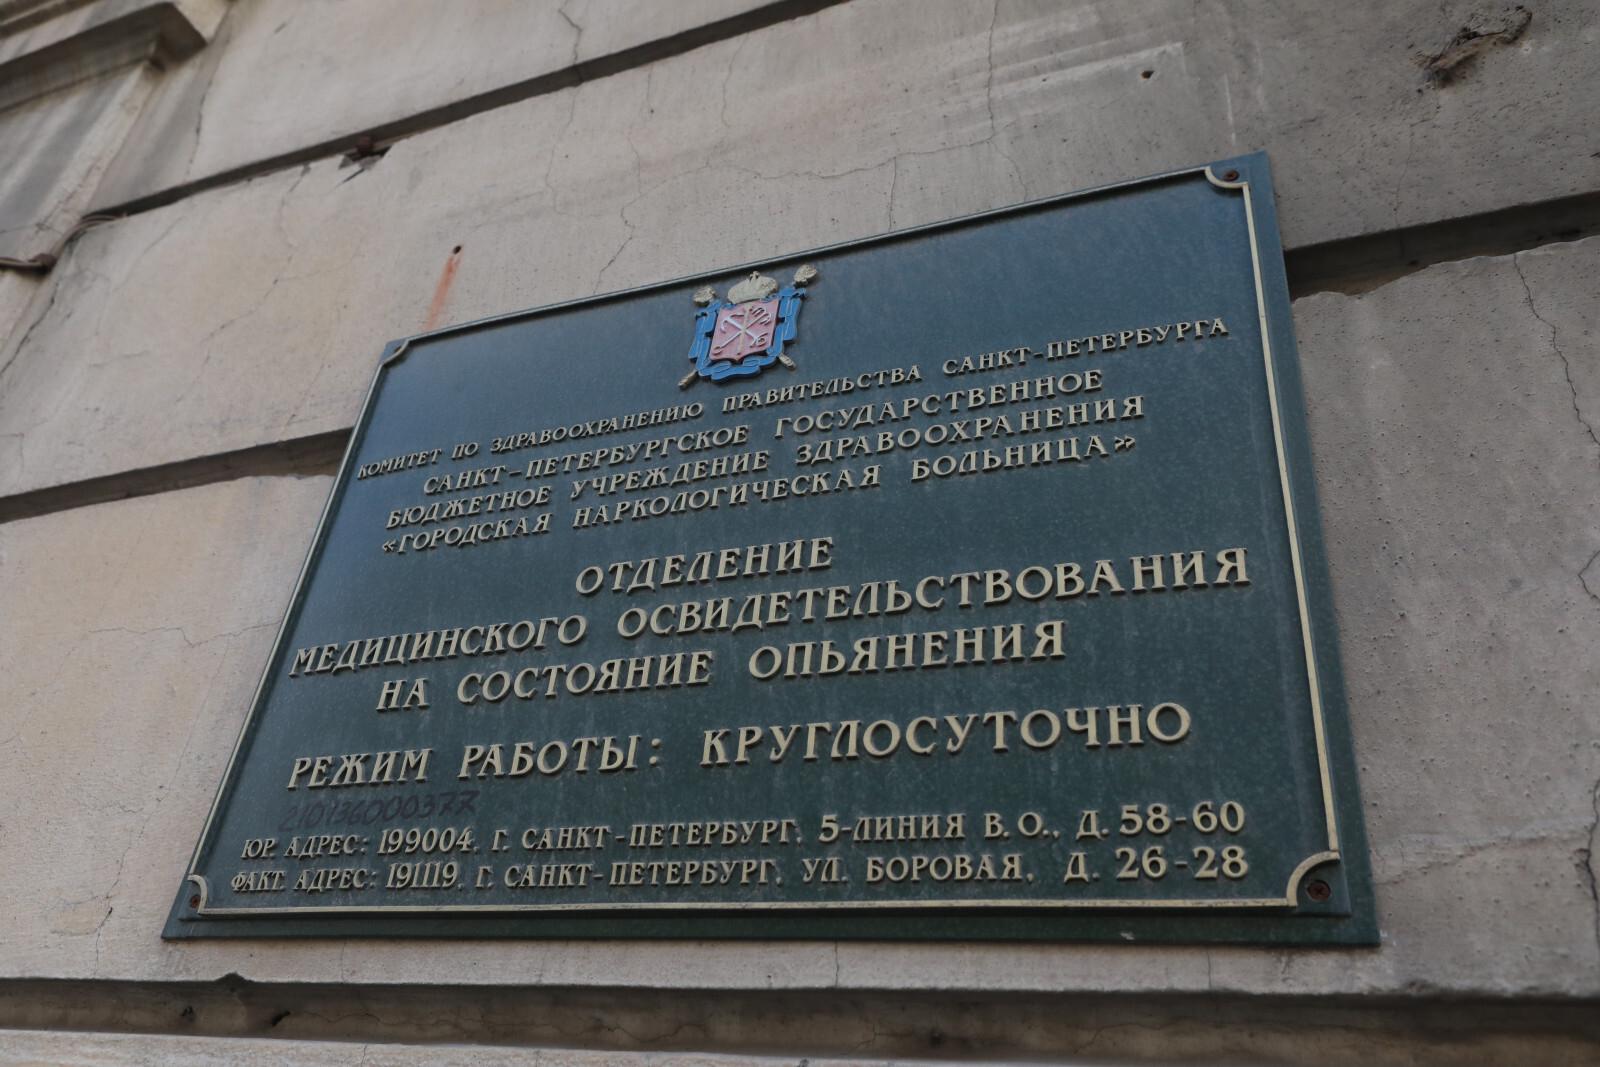 КОМИТЕТ ПО ЗДРАВООХРАНЕНИЮ ПРАВИТЕЛЬСТВА САНКТ-ПЕТЕРБУРГА
САНКТ-ПЕТЕРБУРГСКОЕ ГОСУДАРСТВЕННОЕ
БЮДЖЕТНОЕ УЧРЕЖДЕНИЕ ЗДРАВООХРАНЕНИЯ
«ГОРОДСКАЯ НАРКОЛОГИЧЕСКАЯ БОЛЬНИЦА»
ОТДЕЛЕНИЕ
МЕДИЦИНСКОГО ОСВИДЕТЕЛЬСТВОВАНИЯ
НА СОСТОЯНИЕ ОПЬЯНЕНИЯ
РЕЖИМ РАБОТЫ: КРУГЛОСУТОЧНО
ЮР. АДРЕС: 199004, Г. САНКТ-ПЕТЕРБУРГ, 5-ЛИНИЯ В.О., Д. 58-60
ФАКТ. АДРЕС: 191119, Г. САНКТ-ПЕТЕРБУРГ, УЛ. БОРОВАЯ, Д. 26-28